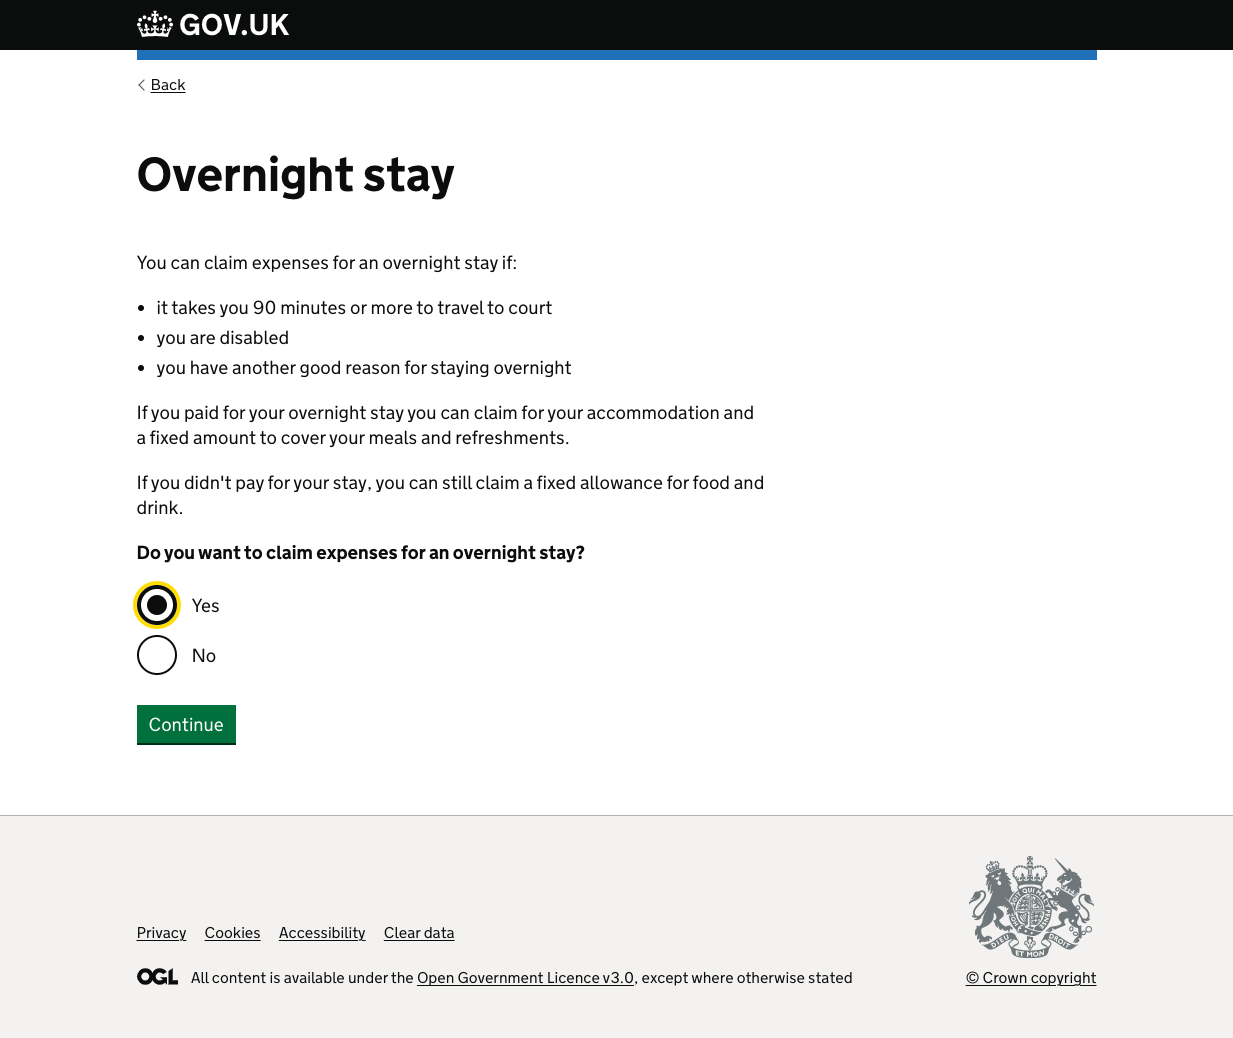 GOV.UK
Back
Overnight stay
You can claim expenses for an overnight stay if:
• it takes you 90 minutes or more to travel to court
• you are disabled
• you have another good reason for staying overnight
If you paid for your overnight stay you can claim for your accommodation and
a fixed amount to cover your meals and refreshments.
If you didn't pay for your stay, you can still claim a fixed allowance for food and
drink.
Do you want to claim expenses for an overnight stay?
Yes
No
Continue
Privacy Cookies Accessibility Clear data
OGL All content is available under the Open Government Licence v3.0, except where otherwise stated
DIEU ET MON DROIT
© Crown copyright